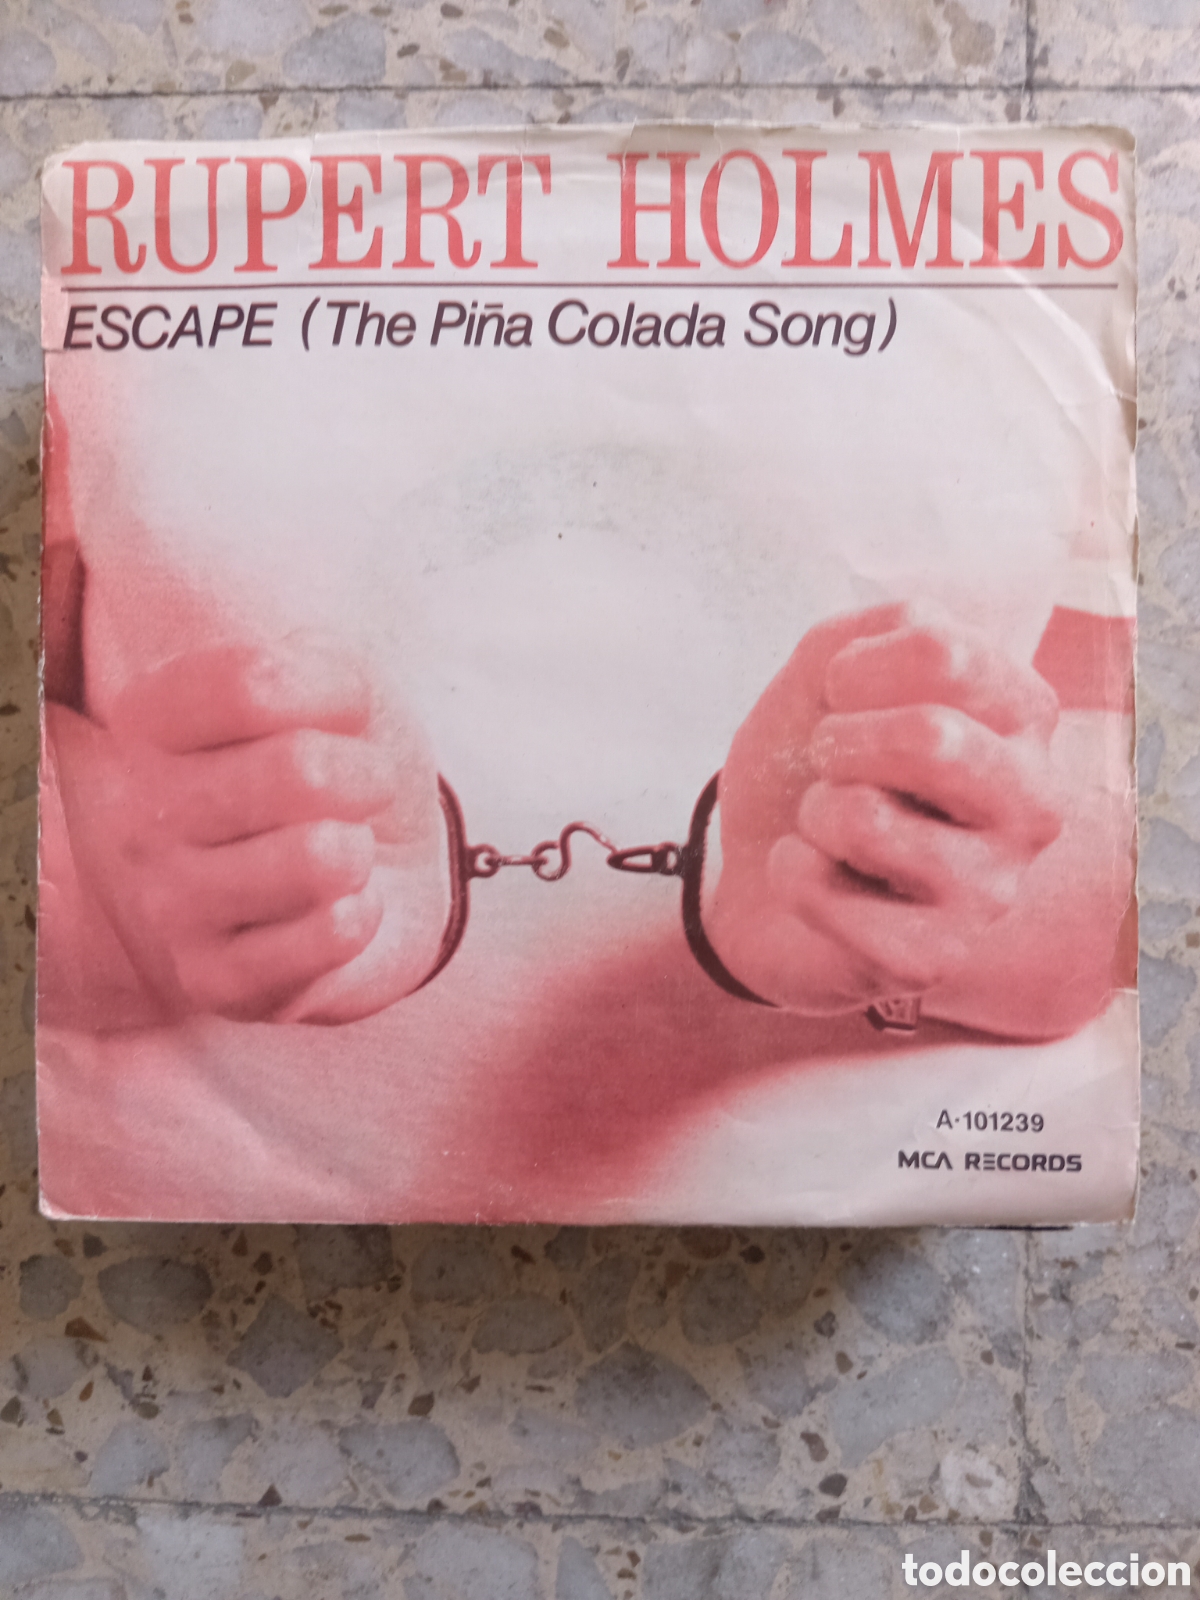 RUPERT HOLMES
ESCAPE (The Piña Colada Song)
A·101239
MCA RECORDS
todocoleccion